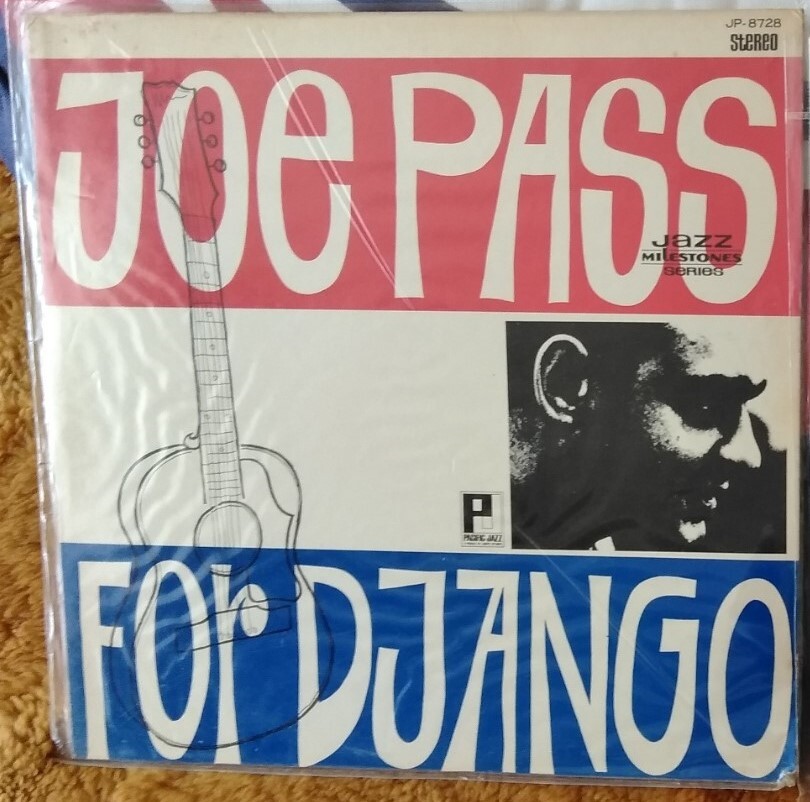 JP-8728
STEREO
JOE PASS
JAZZ
MILESTONES
SERIES
P
PACIFIC JAZZ
FOR DJANGO